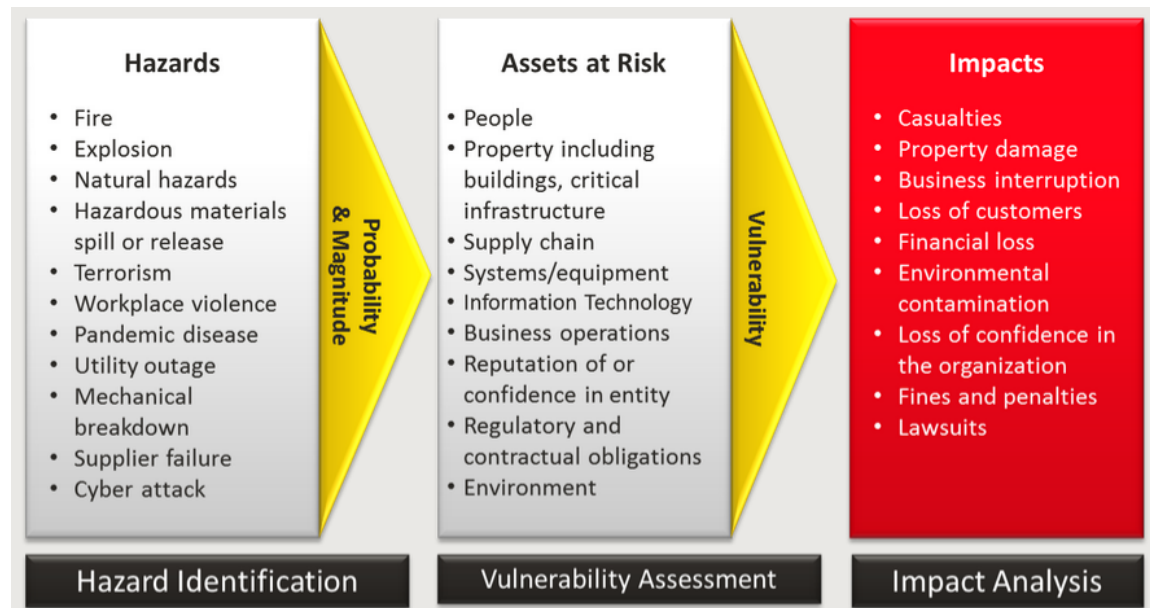 Hazards
• Fire
• Explosion
• Natural hazards
• Hazardous materials
spill or release
• Terrorism
• Workplace violence
• Pandemic disease
• Utility outage
• Mechanical
breakdown
• Supplier failure
• Cyber attack
Probability
& Magnitude
Hazard Identification
Assets at Risk
• People
• Property including
buildings, critical
infrastructure
• Supply chain
• Systems/equipment
• Information Technology
• Business operations
• Reputation of or
confidence in entity
• Regulatory and
contractual obligations
• Environment
Vulnerability
Vulnerability Assessment
Impacts
• Casualties
• Property damage
• Business interruption
• Loss of customers
• Financial loss
• Environmental
contamination
• Loss of confidence in
the organization
• Fines and penalties
• Lawsuits
Impact Analysis